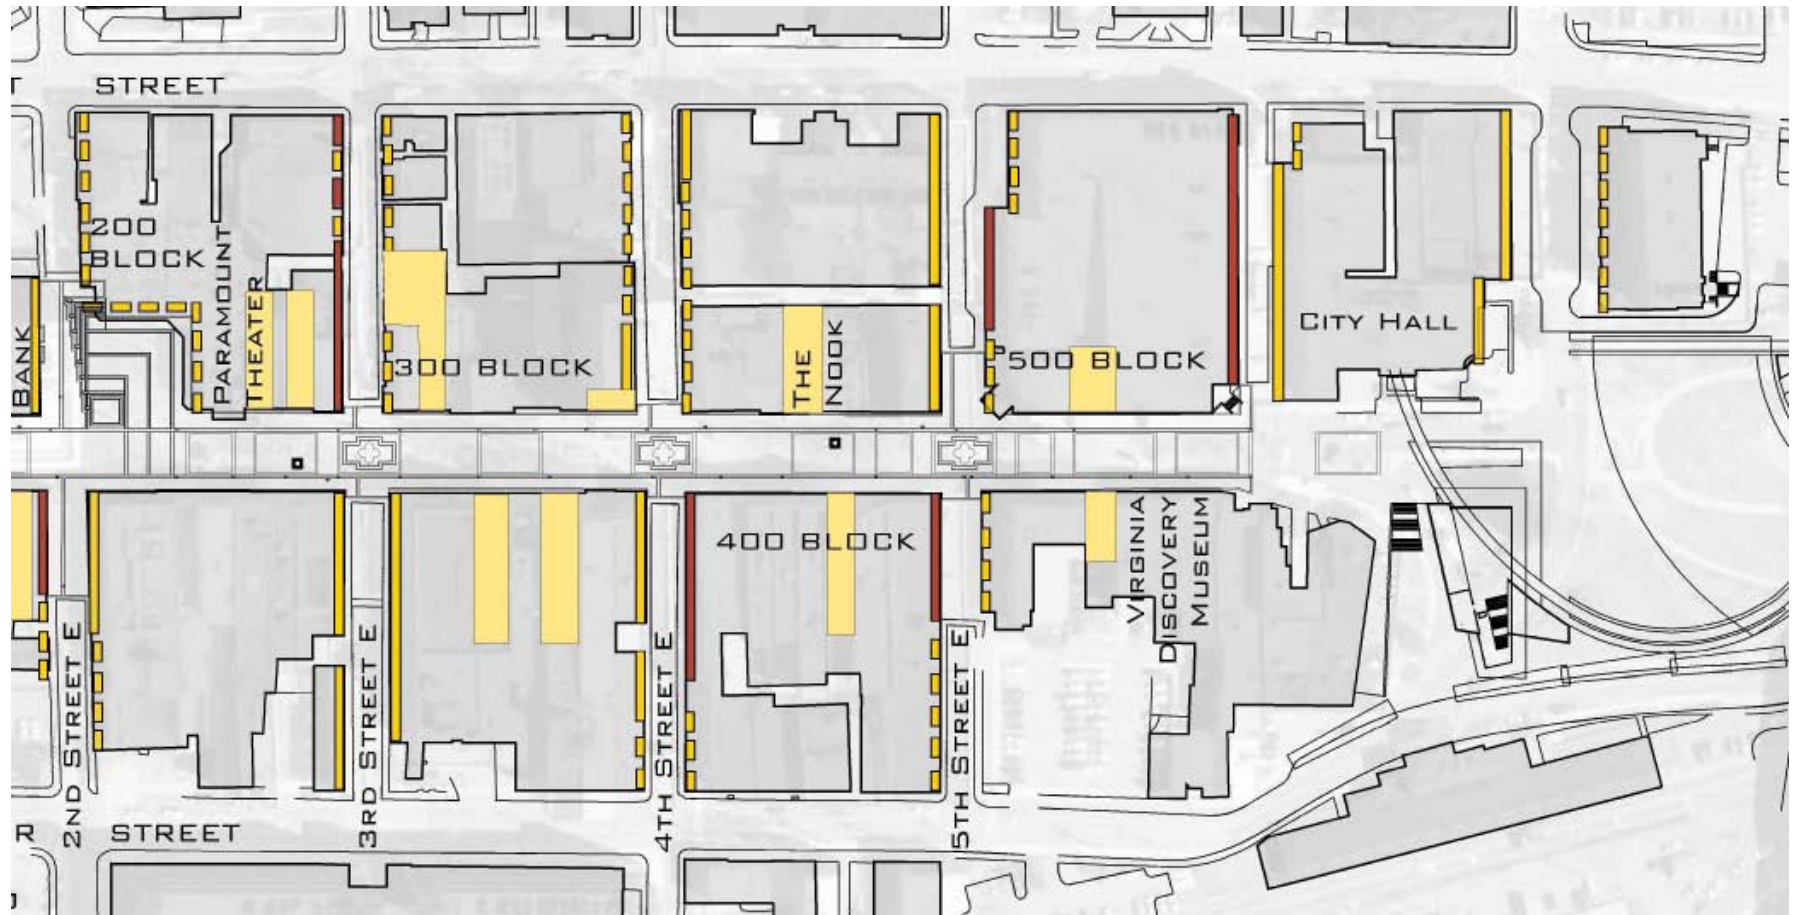 T STREET
200
BLOCK
PARAMOUNT
THEATER
BANK
300 BLOCK
THE
NOOK
500 BLOCK
CITY HALL
400 BLOCK
VIRGINIA
DISCOVERY
MUSEUM
2ND STREET E
3RD STREET E
4TH STREET E
5TH STREET E
R STREET